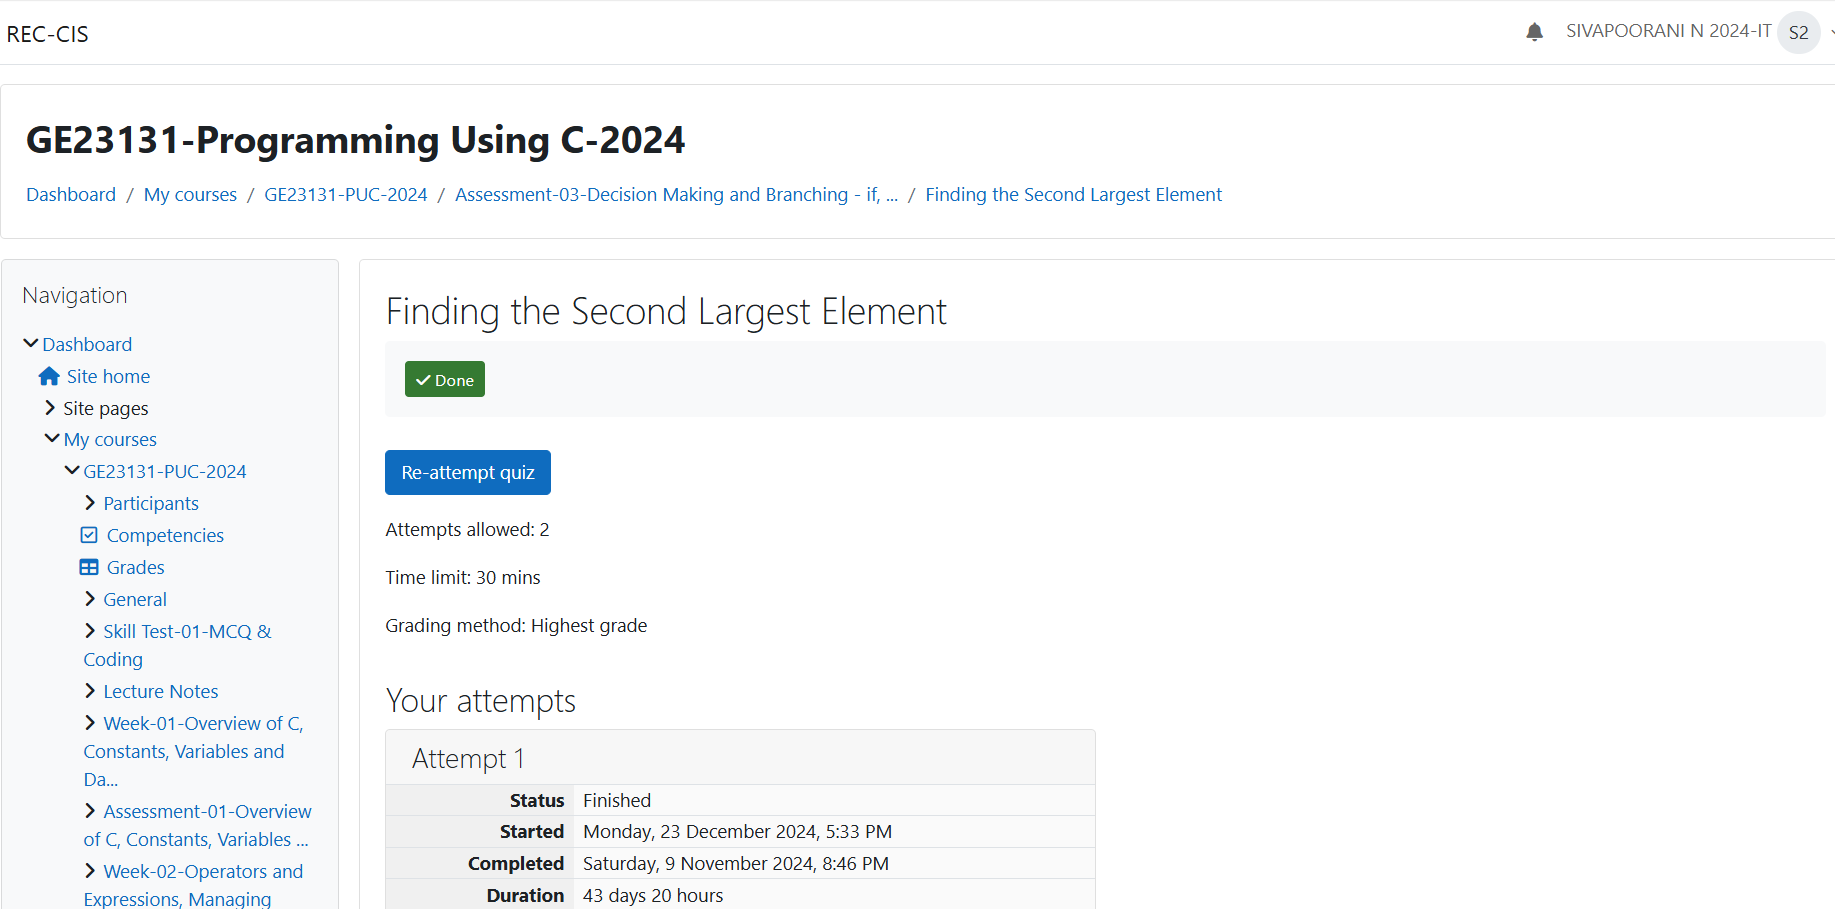 REC-CIS
SIVAPOORANI N 2024-IT S2
GE23131-Programming Using C-2024
Dashboard / My courses / GE23131-PUC-2024 / Assessment-03-Decision Making and Branching - if, ... / Finding the Second Largest Element
Navigation
Dashboard
Site home
Site pages
My courses
GE23131-PUC-2024
Participants
Competencies
Grades
General
Skill Test-01-MCQ &
Coding
Lecture Notes
Week-01-Overview of C,
Constants, Variables and
Da...
Assessment-01-Overview
of C, Constants, Variables ...
Week-02-Operators and
Expressions, Managing
Finding the Second Largest Element
Done
Re-attempt quiz
Attempts allowed: 2
Time limit: 30 mins
Grading method: Highest grade
Your attempts
Attempt 1
Status Finished
Started Monday, 23 December 2024, 5:33 PM
Completed Saturday, 9 November 2024, 8:46 PM
Duration 43 days 20 hours